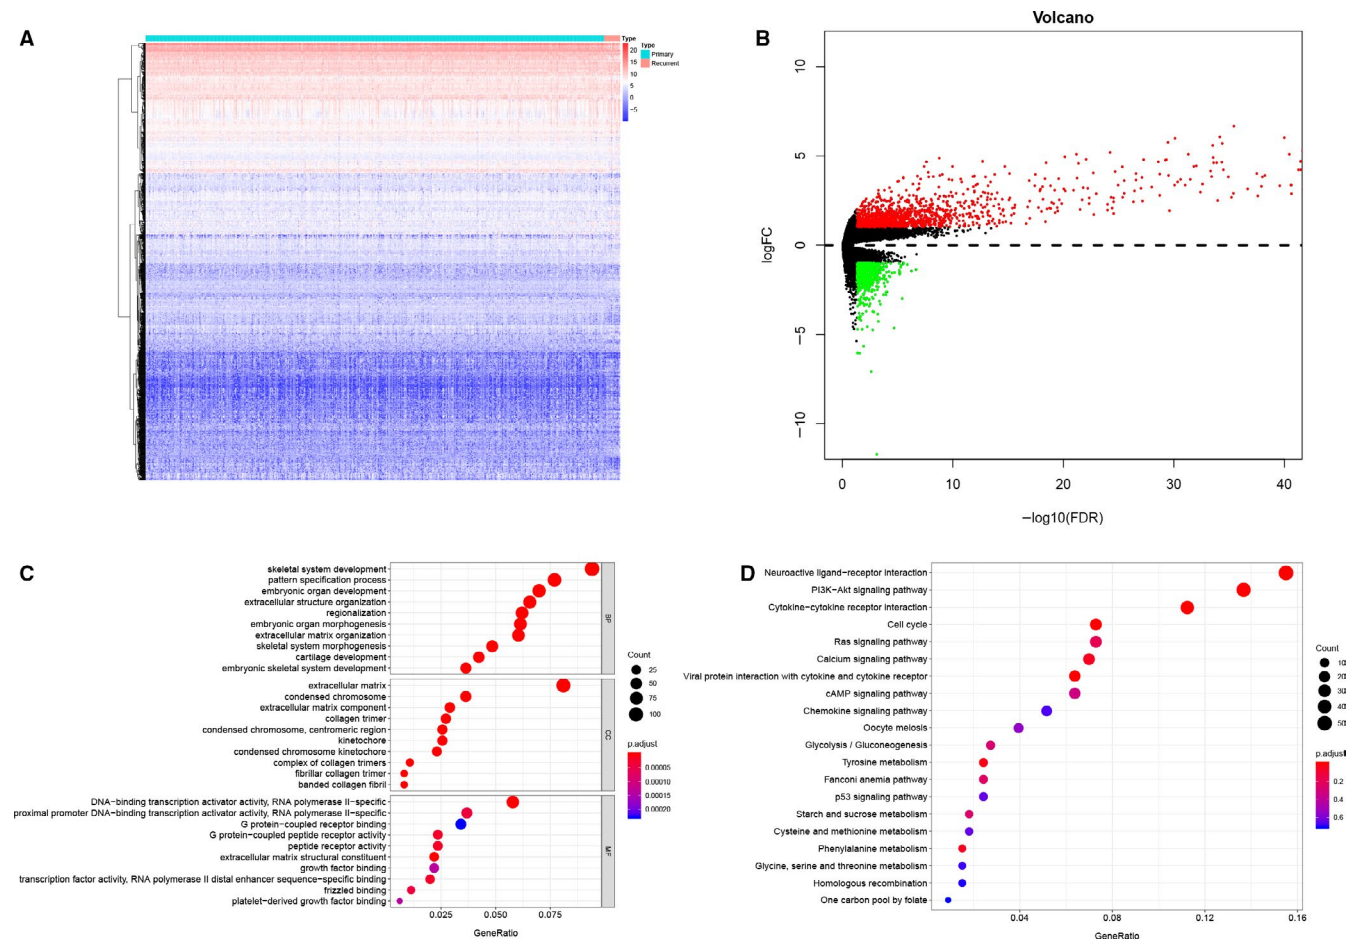 A
Type
20
15
10
5
0
−5
Type
Primary
Recurrent
B
Volcano
logFC
10
5
0
−5
−10
0
10
20
30
40
−log10(FDR)
C
skeletal system development
pattern specification process
embryonic organ development
extracellular structure organization
regionalization
embryonic organ morphogenesis
extracellular matrix organization
skeletal system morphogenesis
cartilage development
embryonic skeletal system development
BP
extracellular matrix
condensed chromosome
extracellular matrix component
collagen trimer
condensed chromosome, centromeric region
kinetochore
condensed chromosome kinetochore
complex of collagen trimers
fibrillar collagen trimer
banded collagen fibril
CC
DNA−binding transcription activator activity, RNA polymerase II−specific
proximal promoter DNA−binding transcription activator activity, RNA polymerase II−specific
G protein−coupled receptor binding
G protein−coupled peptide receptor activity
peptide receptor activity
extracellular matrix structural constituent
growth factor binding
transcription factor activity, RNA polymerase II distal enhancer sequence−specific binding
frizzled binding
platelet−derived growth factor binding
MF
0.025
0.050
0.075
GeneRatio
Count
25
50
75
100
p.adjust
0.00005
0.00010
0.00015
0.00020
D
Neuroactive ligand−receptor interaction
PI3K−Akt signaling pathway
Cytokine−cytokine receptor interaction
Cell cycle
Ras signaling pathway
Calcium signaling pathway
Viral protein interaction with cytokine and cytokine receptor
cAMP signaling pathway
Chemokine signaling pathway
Oocyte meiosis
Glycolysis / Gluconeogenesis
Tyrosine metabolism
Fanconi anemia pathway
p53 signaling pathway
Starch and sucrose metabolism
Cysteine and methionine metabolism
Phenylalanine metabolism
Glycine, serine and threonine metabolism
Homologous recombination
One carbon pool by folate
0.04
0.08
0.12
0.16
GeneRatio
Count
p.adjust
0.2
0.4
0.6